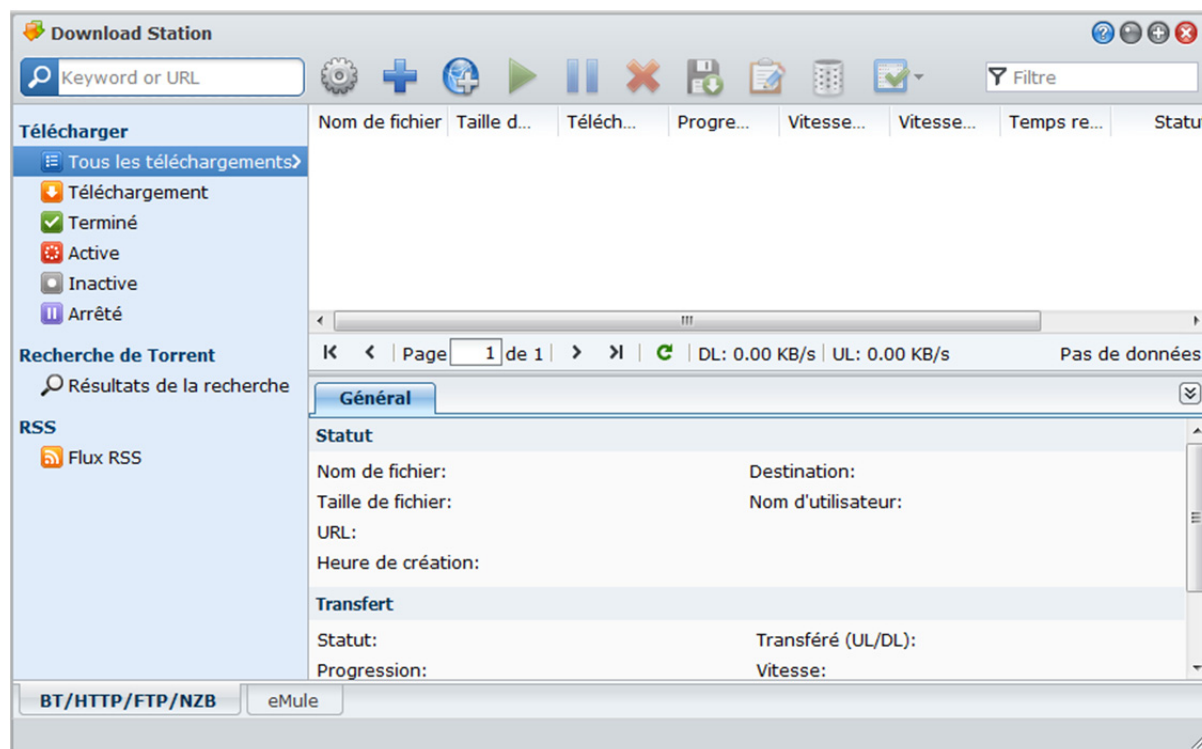 Download Station
Keyword or URL
Filtre
Télécharger
Tous les téléchargements
Téléchargement
Terminé
Active
Inactive
Arrêté
Recherche de Torrent
Résultats de la recherche
RSS
Flux RSS
Nom de fichier Taille d... Téléch... Progre... Vitesse... Vitesse... Temps re... Statu
Page 1 de 1 DL: 0.00 KB/s UL: 0.00 KB/s Pas de données
Général
Statut
Nom de fichier: Destination:
Taille de fichier: Nom d'utilisateur:
URL:
Heure de création:
Transfert
Statut: Transféré (UL/DL):
Progression: Vitesse:
BT/HTTP/FTP/NZB eMule